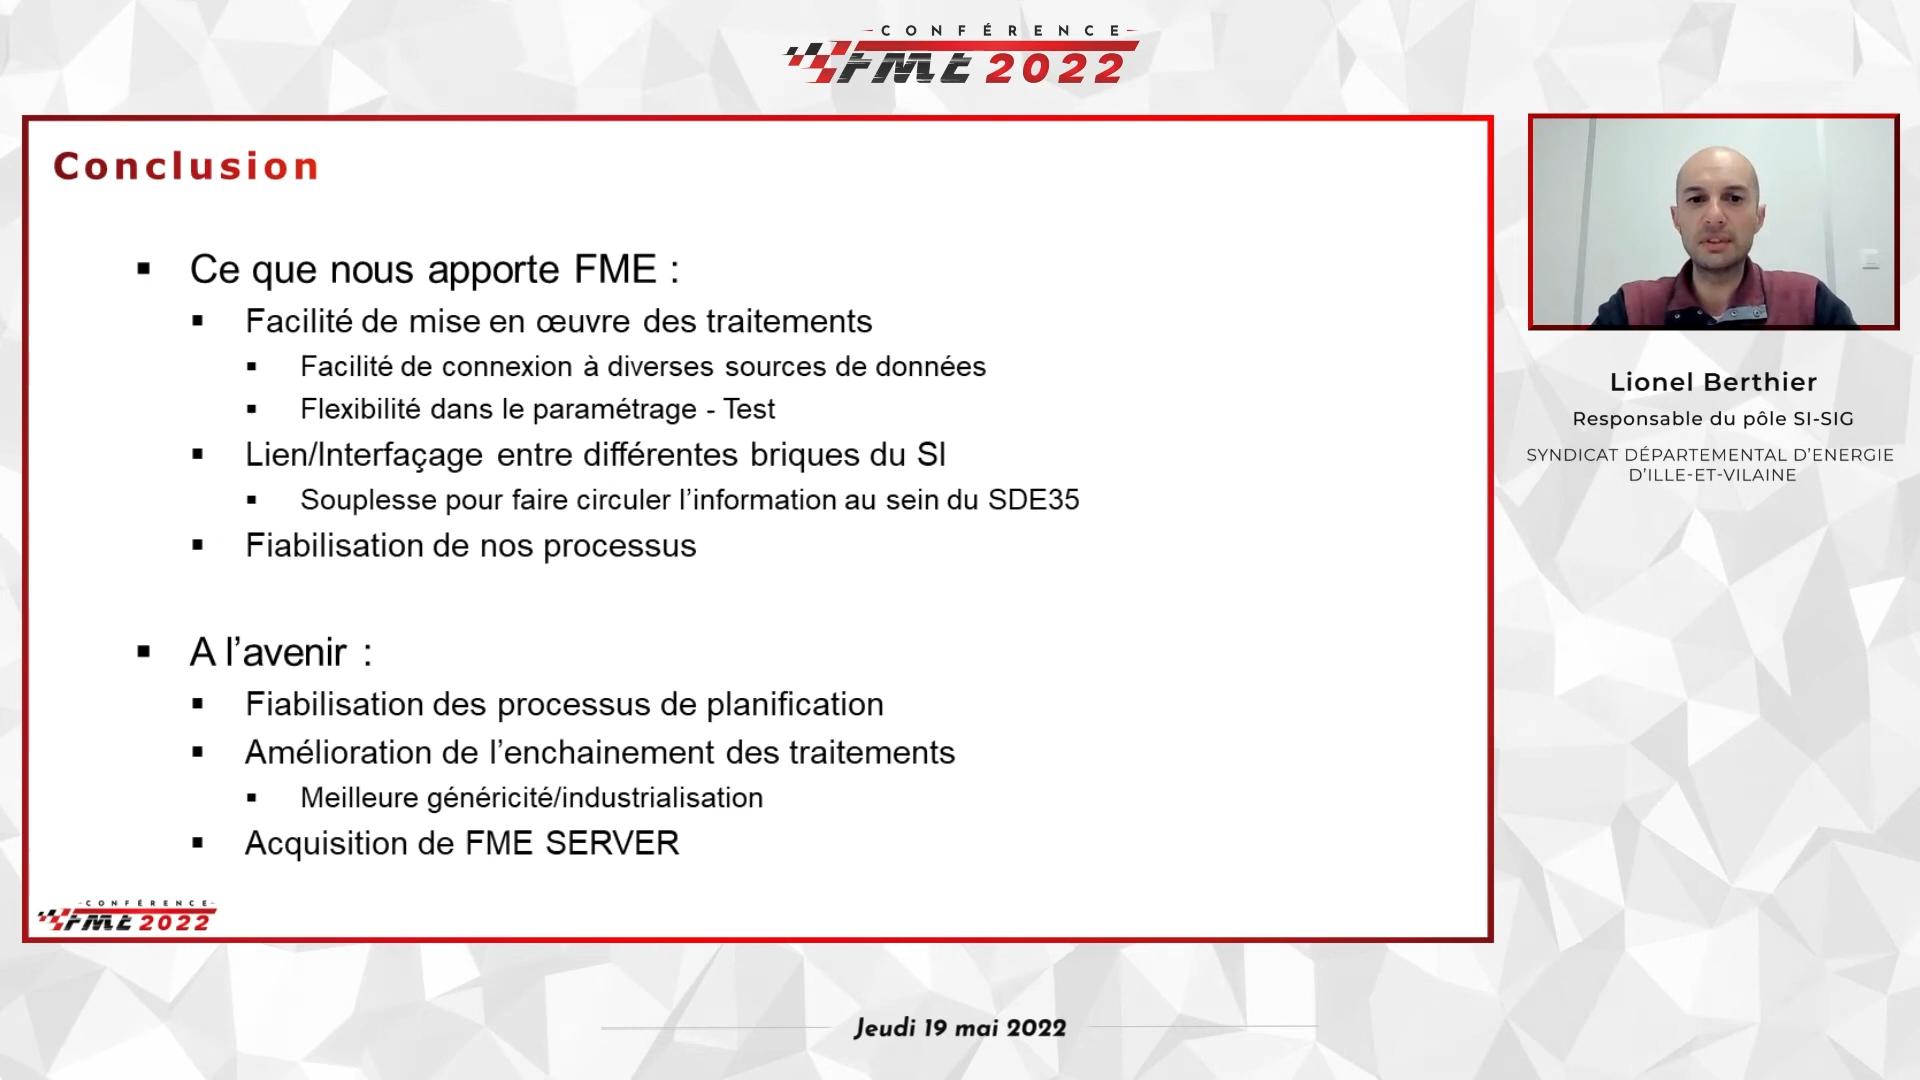 CONFÉRENCE
FME 2022
Conclusion
Ce que nous apporte FME :
Facilité de mise en œuvre des traitements
Facilité de connexion à diverses sources de données
Flexibilité dans le paramétrage - Test
Lien/Interfaçage entre différentes briques du SI
Souplesse pour faire circuler l’information au sein du SDE35
Fiabilisation de nos processus
A l’avenir :
Fiabilisation des processus de planification
Amélioration de l’enchainement des traitements
Meilleure généricité/industrialisation
Acquisition de FME SERVER
CONFÉRENCE
FME 2022
Lionel Berthier
Responsable du pôle SI-SIG
SYNDICAT DÉPARTEMENTAL D’ENERGIE
D’ILLE-ET-VILAINE
Jeudi 19 mai 2022